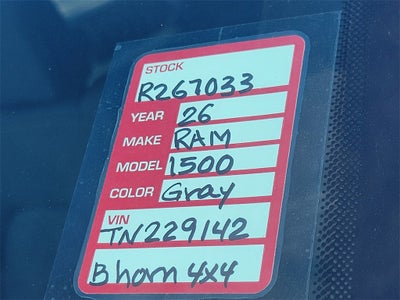 STOCK
R267033
YEAR 26
MAKE RAM
MODEL 1500
COLOR Gray
VIN
TN229142
Bhorn 4x4